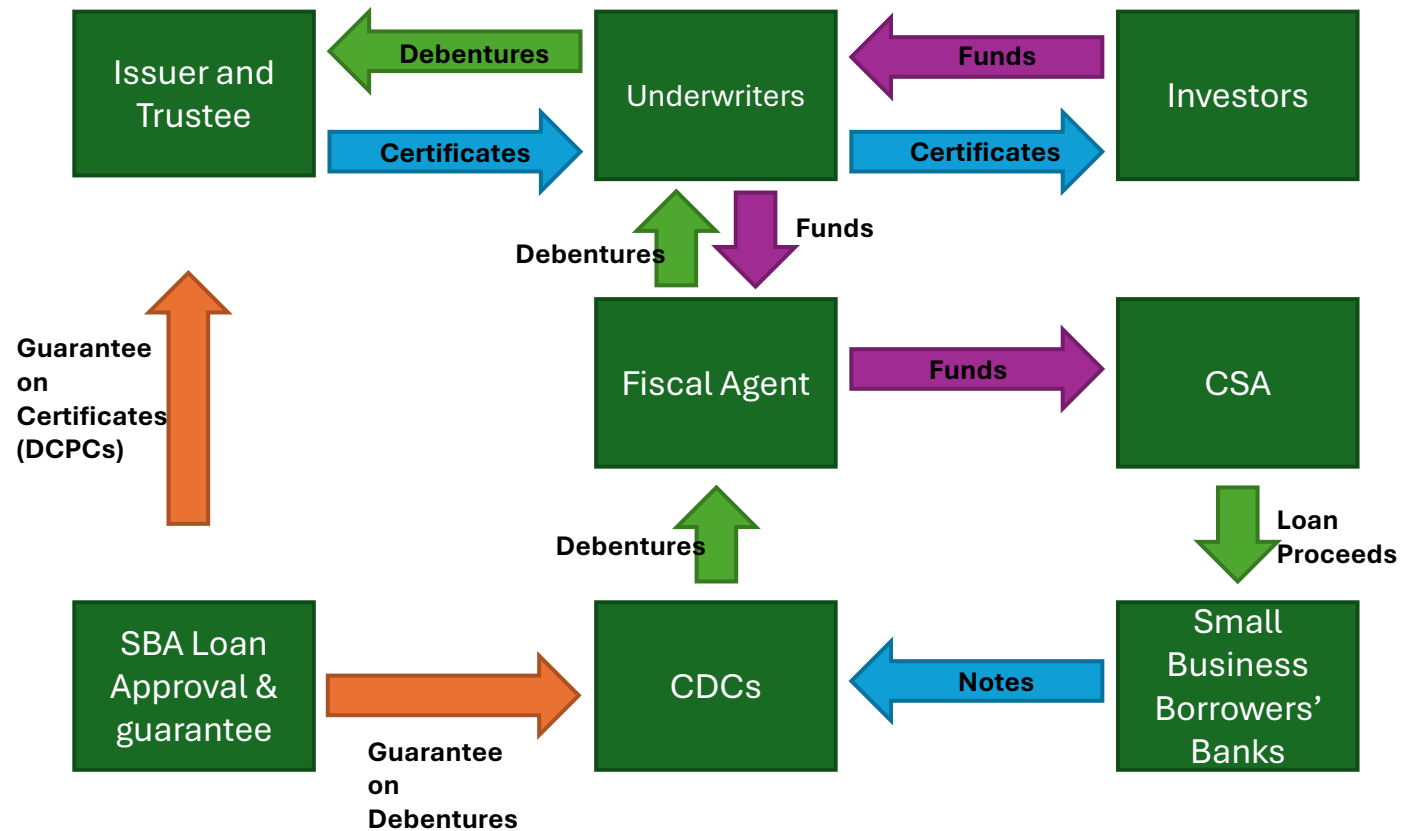 Issuer and
Trustee
Debentures
Certificates
Underwriters
Funds
Certificates
Investors
Debentures
Funds
Guarantee
on
Certificates
(DCPCs)
Fiscal Agent
Funds
CSA
Debentures
Loan
Proceeds
SBA Loan
Approval &
guarantee
Guarantee
on
Debentures
CDCs
Notes
Small
Business
Borrowers’
Banks